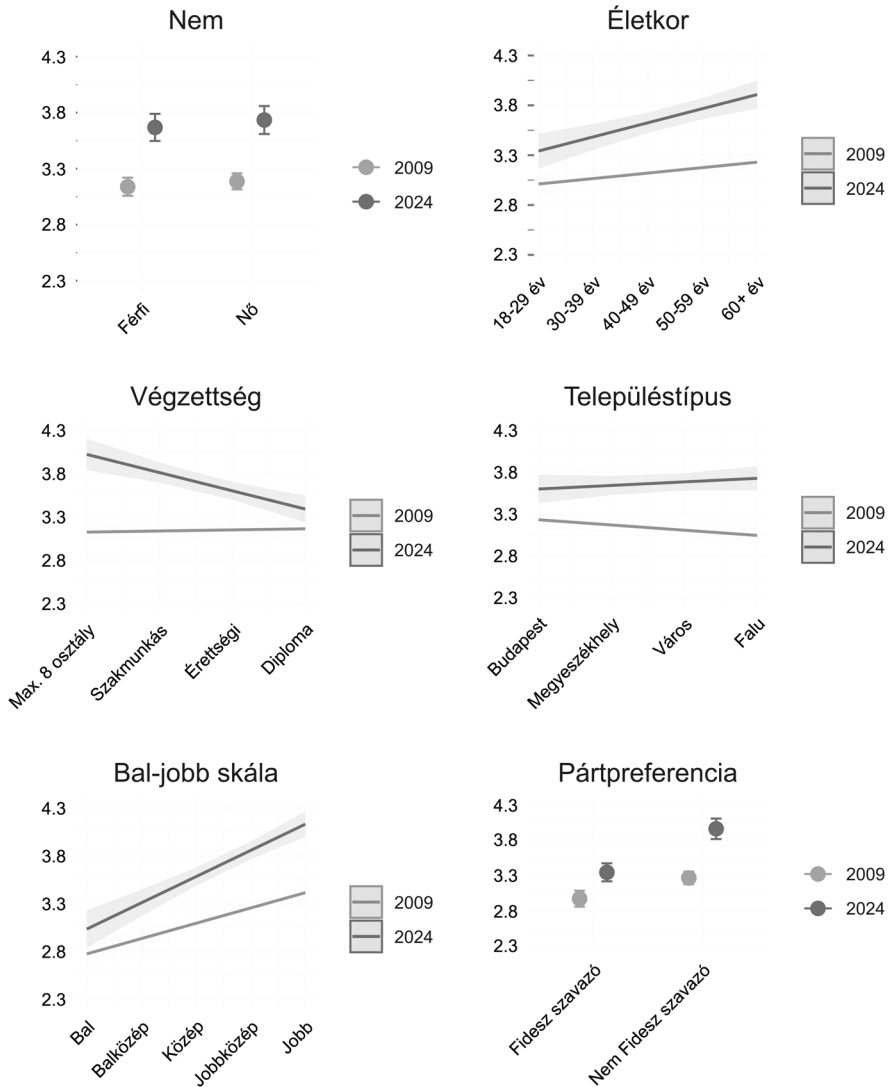 Nem
4.3
3.8
3.3
2.8
2.3
Férfi
Nő
2009
2024
Életkor
4.3
3.8
3.3
2.8
2.3
18-29 év
30-39 év
40-49 év
50-59 év
60+ év
2009
2024
Végzettség
4.3
3.8
3.3
2.8
2.3
Max. 8 osztály
Szakmunkás
Érettségi
Diploma
2009
2024
Településtípus
4.3
3.8
3.3
2.8
2.3
Budapest
Megyeszékhely
Város
Falu
2009
2024
Bal-jobb skála
4.3
3.8
3.3
2.8
2.3
Bal
Balközép
Közép
Jobbközép
Jobb
2009
2024
Pártpreferencia
4.3
3.8
3.3
2.8
2.3
Fidesz szavazó
Nem Fidesz szavazó
2009
2024